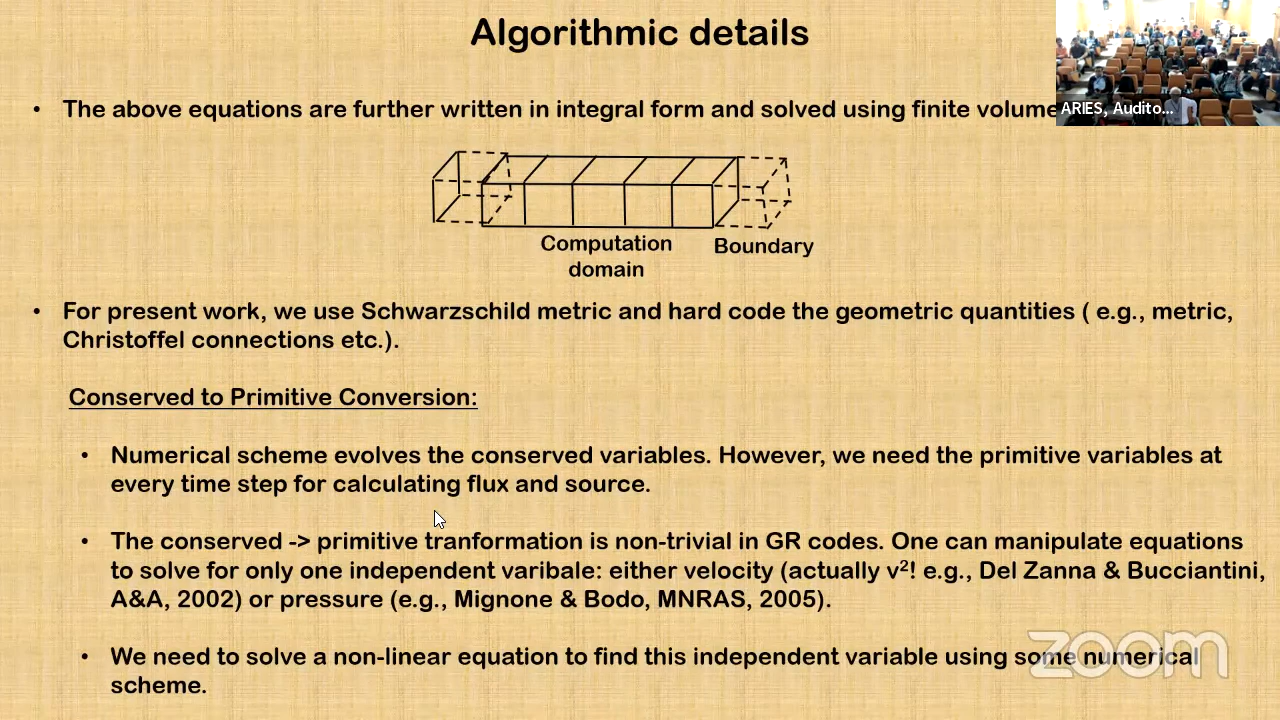 Algorithmic details
• The above equations are further written in integral form and solved using finite volume
ARIES, Audito...
Computation
domain
Boundary
• For present work, we use Schwarzschild metric and hard code the geometric quantities ( e.g., metric,
Christoffel connections etc.).
Conserved to Primitive Conversion:
• Numerical scheme evolves the conserved variables. However, we need the primitive variables at
every time step for calculating flux and source.
• The conserved -> primitive tranformation is non-trivial in GR codes. One can manipulate equations
to solve for only one independent varibale: either velocity (actually v²! e.g., Del Zanna & Bucciantini,
A&A, 2002) or pressure (e.g., Mignone & Bodo, MNRAS, 2005).
• We need to solve a non-linear equation to find this independent variable using some numerical
scheme.
zoom